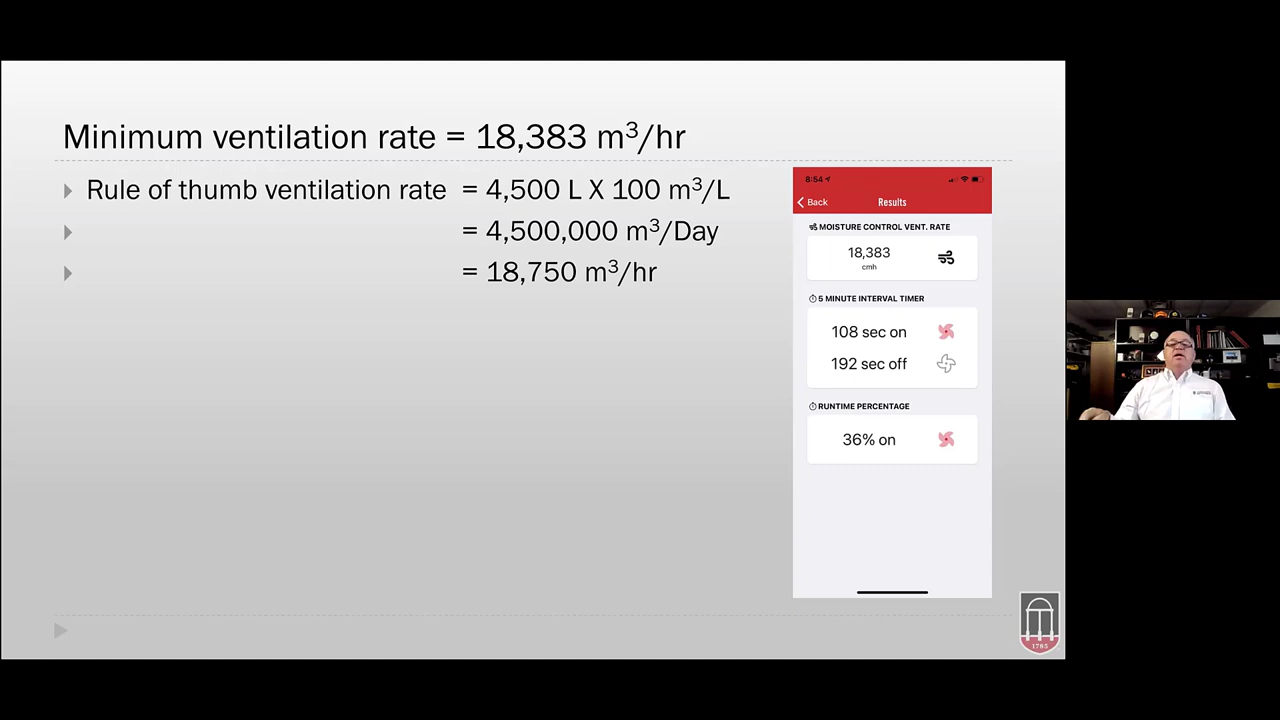 Minimum ventilation rate = 18,383 m³/hr
Rule of thumb ventilation rate = 4,500 L X 100 m³/L
= 4,500,000 m³/Day
= 18,750 m³/hr
8:54
Back Results
MOISTURE CONTROL VENT. RATE
18,383
cmh
5 MINUTE INTERVAL TIMER
108 sec on
192 sec off
RUNTIME PERCENTAGE
36% on
1785